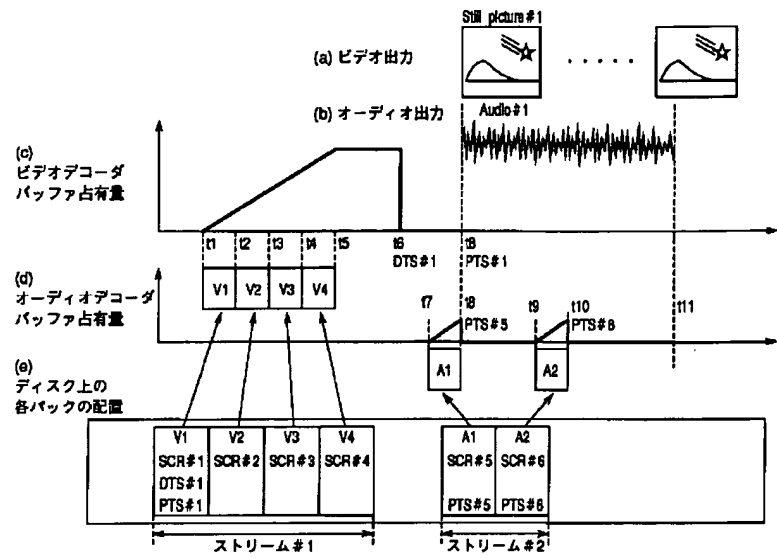 Still picture #1
(a) ビデオ出力
(b) オーディオ出力
Audio#1
(c)
ビデオデコーダ
バッファ占有量
t1 t2 t3 t4 t5 t6 t8
DTS#1 PTS#1
(d)
オーディオデコーダ
バッファ占有量
V1 V2 V3 V4
t7 t8 t9 t10 t11
PTS#5 PTS#6
A1 A2
(e)
ディスク上の
各パックの配置
V1 V2 V3 V4 A1 A2
SCR#1 SCR#2 SCR#3 SCR#4 SCR#5 SCR#6
DTS#1
PTS#1 PTS#5 PTS#6
ストリーム#1 ストリーム#2